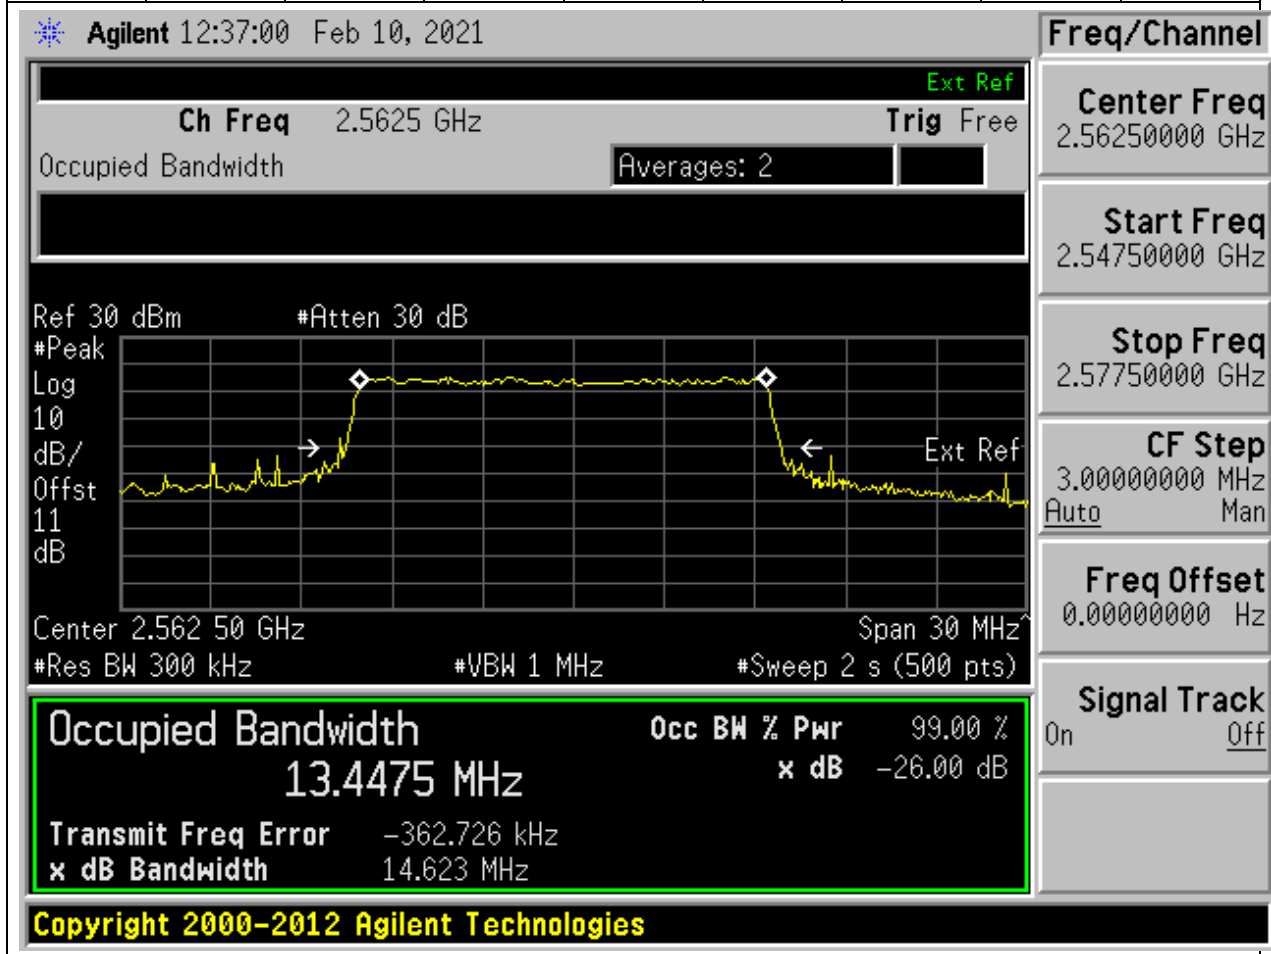 Agilent 12:37:00 Feb 10, 2021
Ext Ref
Ch Freq 2.5625 GHz Trig Free
Occupied Bandwidth Averages: 2
Ref 30 dBm #Atten 30 dB
#Peak
Log
10
dB/
Offst
11
dB
Ext Ref
Center 2.562 50 GHz Span 30 MHz^
#Res BW 300 kHz #VBW 1 MHz #Sweep 2 s (500 pts)
Occupied Bandwidth
13.4475 MHz
Occ BW % Pwr 99.00 %
x dB -26.00 dB
Transmit Freq Error -362.726 kHz
x dB Bandwidth 14.623 MHz
Copyright 2000-2012 Agilent Technologies
Freq/Channel
Center Freq
2.56250000 GHz
Start Freq
2.54750000 GHz
Stop Freq
2.57750000 GHz
CF Step
3.00000000 MHz
Auto Man
Freq Offset
0.00000000 Hz
Signal Track
On Off